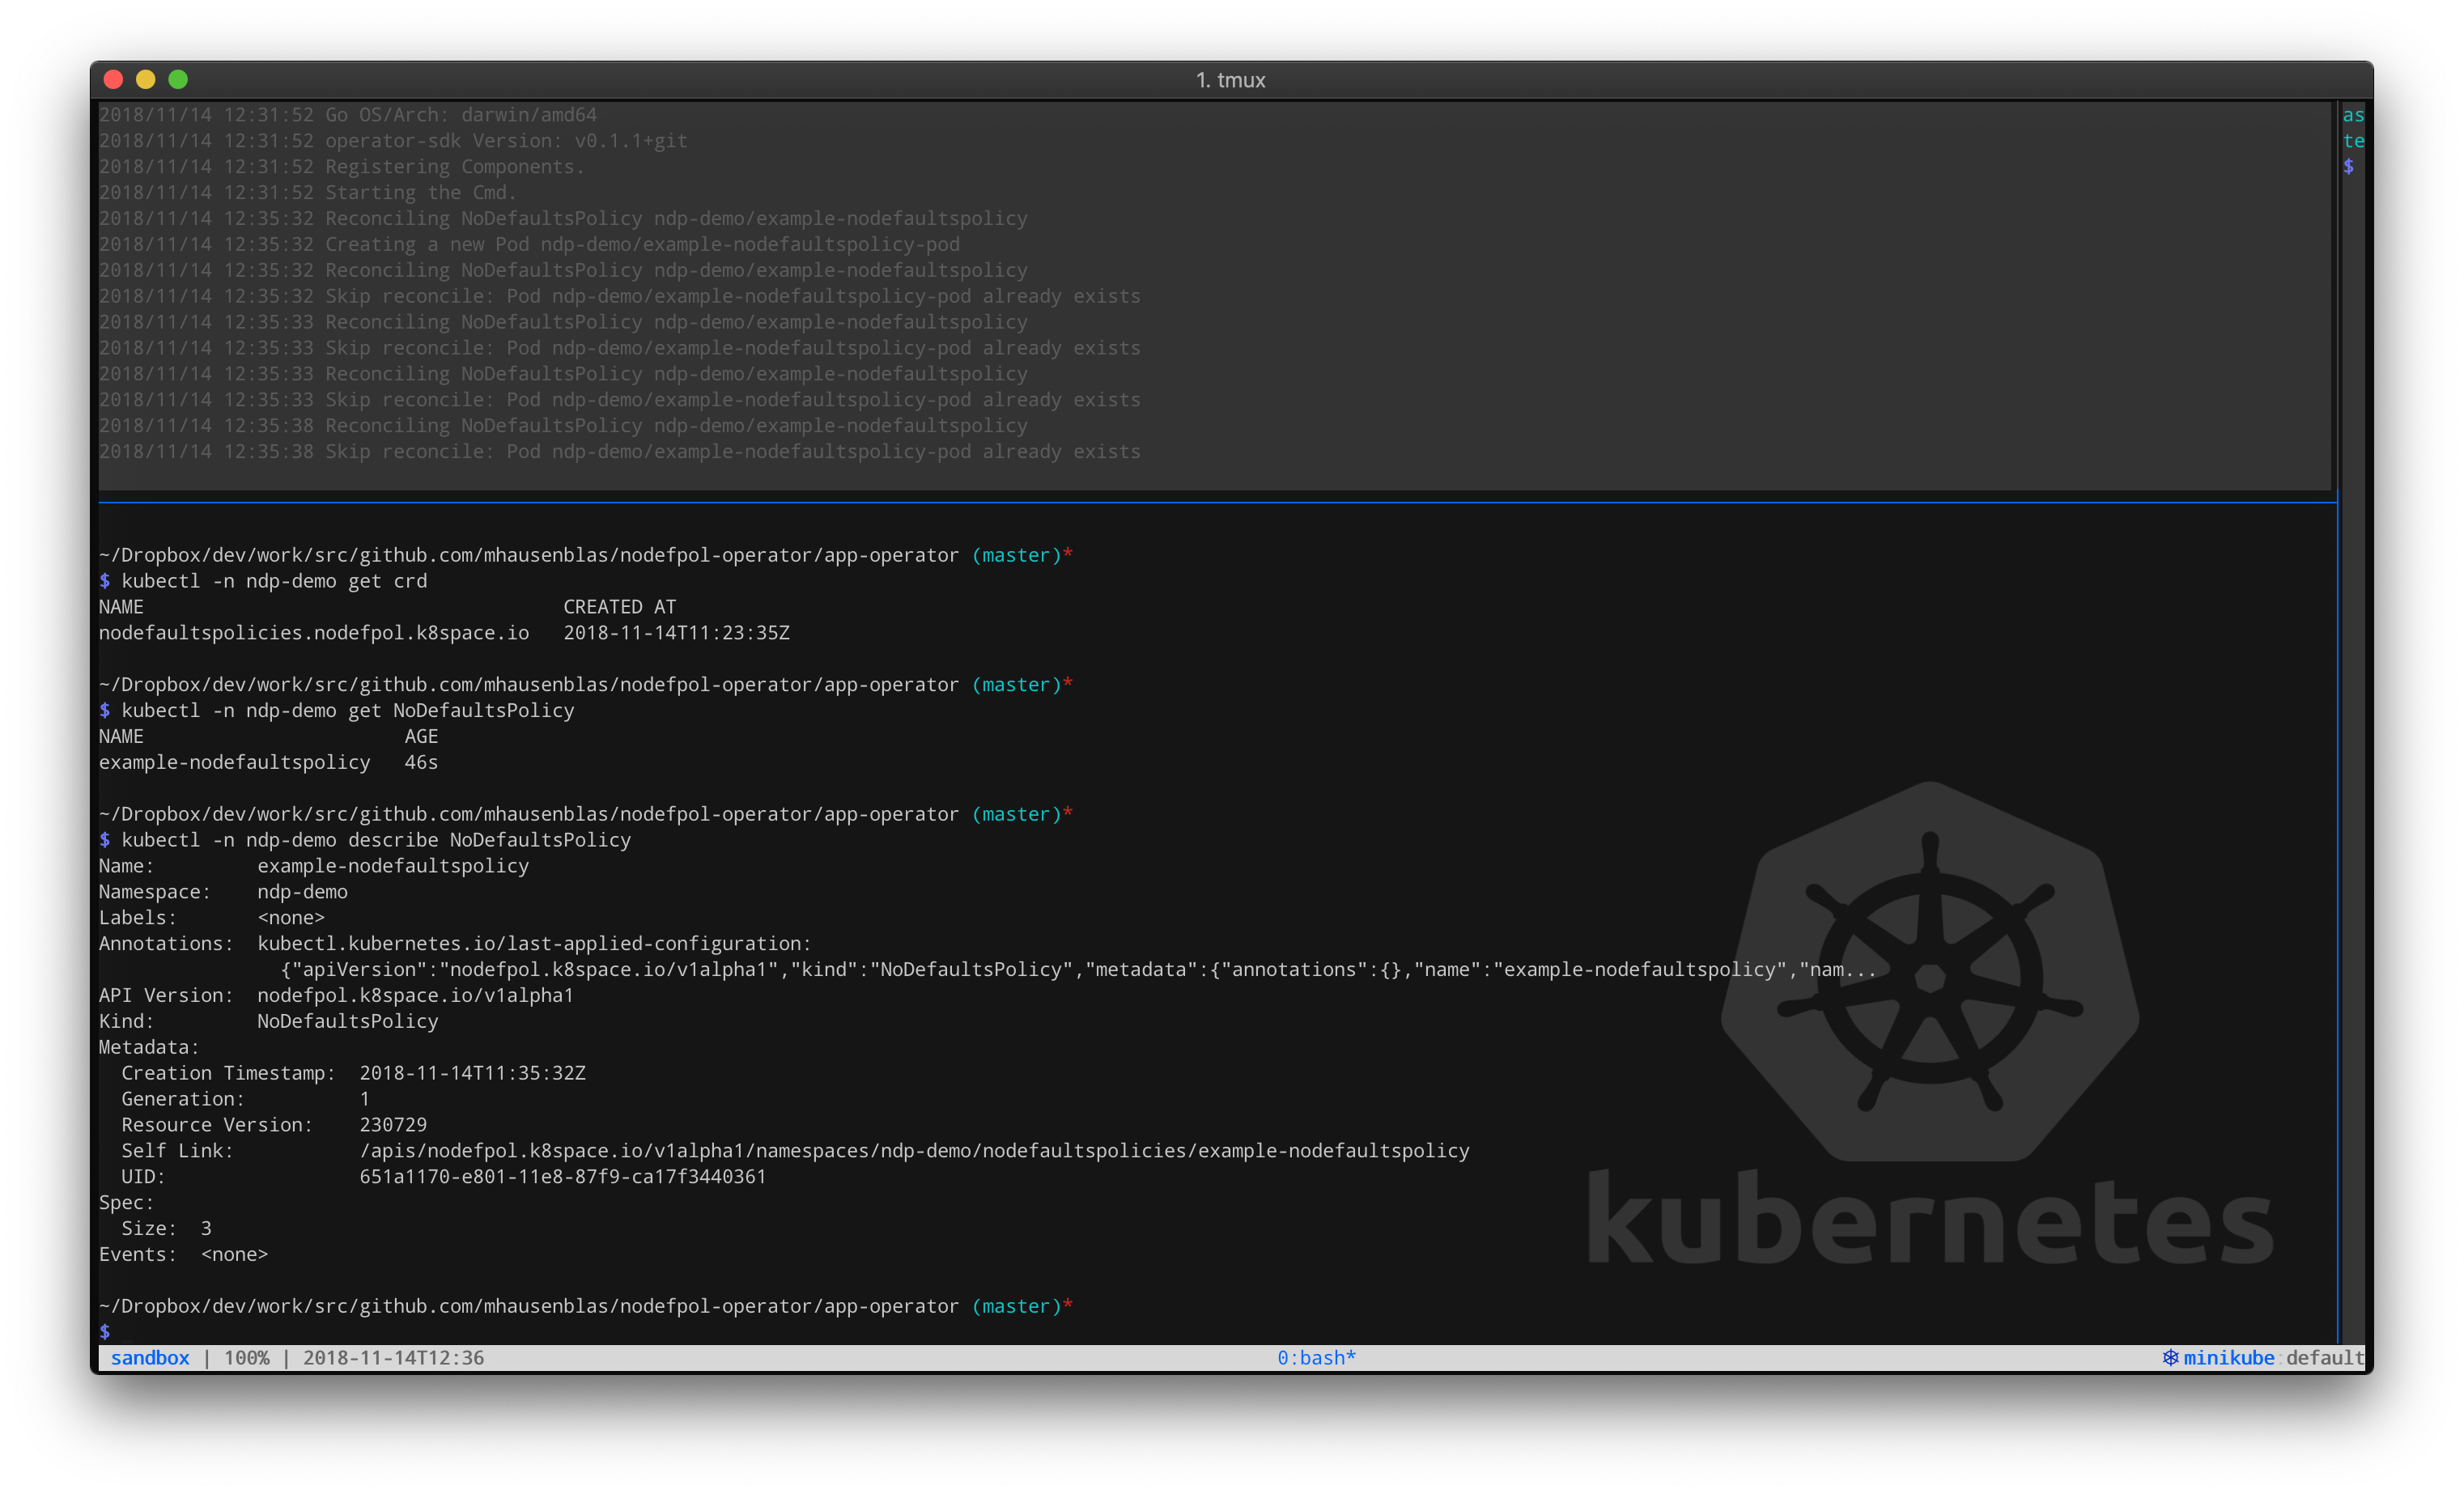 1. tmux
2018/11/14 12:31:52 Go OS/Arch: darwin/amd64
2018/11/14 12:31:52 operator-sdk Version: v0.1.1+git
2018/11/14 12:31:52 Registering Components.
2018/11/14 12:31:52 Starting the Cmd.
2018/11/14 12:35:32 Reconciling NoDefaultsPolicy ndp-demo/example-nodefaultspolicy
2018/11/14 12:35:32 Creating a new Pod ndp-demo/example-nodefaultspolicy-pod
2018/11/14 12:35:32 Reconciling NoDefaultsPolicy ndp-demo/example-nodefaultspolicy
2018/11/14 12:35:32 Skip reconcile: Pod ndp-demo/example-nodefaultspolicy-pod already exists
2018/11/14 12:35:33 Reconciling NoDefaultsPolicy ndp-demo/example-nodefaultspolicy
2018/11/14 12:35:33 Skip reconcile: Pod ndp-demo/example-nodefaultspolicy-pod already exists
2018/11/14 12:35:33 Reconciling NoDefaultsPolicy ndp-demo/example-nodefaultspolicy
2018/11/14 12:35:33 Skip reconcile: Pod ndp-demo/example-nodefaultspolicy-pod already exists
2018/11/14 12:35:38 Reconciling NoDefaultsPolicy ndp-demo/example-nodefaultspolicy
2018/11/14 12:35:38 Skip reconcile: Pod ndp-demo/example-nodefaultspolicy-pod already exists
as
te
$
~/Dropbox/dev/work/src/github.com/mhausenblas/nodefpol-operator/app-operator (master)*
$ kubectl -n ndp-demo get crd
NAME CREATED AT
nodefaultspolicies.nodefpol.k8space.io 2018-11-14T11:23:35Z
~/Dropbox/dev/work/src/github.com/mhausenblas/nodefpol-operator/app-operator (master)*
$ kubectl -n ndp-demo get NoDefaultsPolicy
NAME AGE
example-nodefaultspolicy 46s
~/Dropbox/dev/work/src/github.com/mhausenblas/nodefpol-operator/app-operator (master)*
$ kubectl -n ndp-demo describe NoDefaultsPolicy
Name: example-nodefaultspolicy
Namespace: ndp-demo
Labels: <none>
Annotations: kubectl.kubernetes.io/last-applied-configuration:
{"apiVersion":"nodefpol.k8space.io/v1alpha1","kind":"NoDefaultsPolicy","metadata":{"annotations":{},"name":"example-nodefaultspolicy","nam...
API Version: nodefpol.k8space.io/v1alpha1
Kind: NoDefaultsPolicy
Metadata:
Creation Timestamp: 2018-11-14T11:35:32Z
Generation: 1
Resource Version: 230729
Self Link: /apis/nodefpol.k8space.io/v1alpha1/namespaces/ndp-demo/nodefaultspolicies/example-nodefaultspolicy
UID: 651a1170-e801-11e8-87f9-ca17f3440361
Spec:
Size: 3
Events: <none>
~/Dropbox/dev/work/src/github.com/mhausenblas/nodefpol-operator/app-operator (master)*
$
kubernetes
sandbox | 100% | 2018-11-14T12:36 0:bash* minikube:default